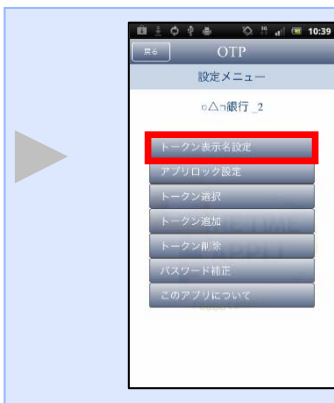 10:39
戻る
OTP
設定メニュー
○△□銀行 _2
トークン表示名設定
アプリロック設定
トークン選択
トークン追加
トークン削除
パスワード補正
このアプリについて